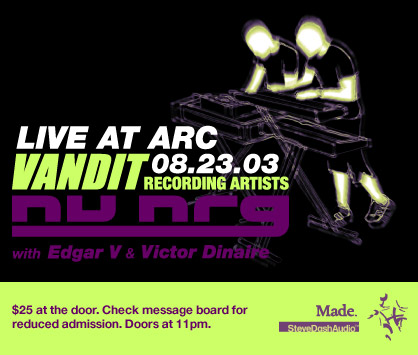 LIVE AT ARC
VANDIT 08.23.03
RECORDING ARTISTS
nu nrg
with Edgar V & Victor Dinaire
$25 at the door. Check message board for
reduced admission. Doors at 11pm.
Made.
SteveDashAudio